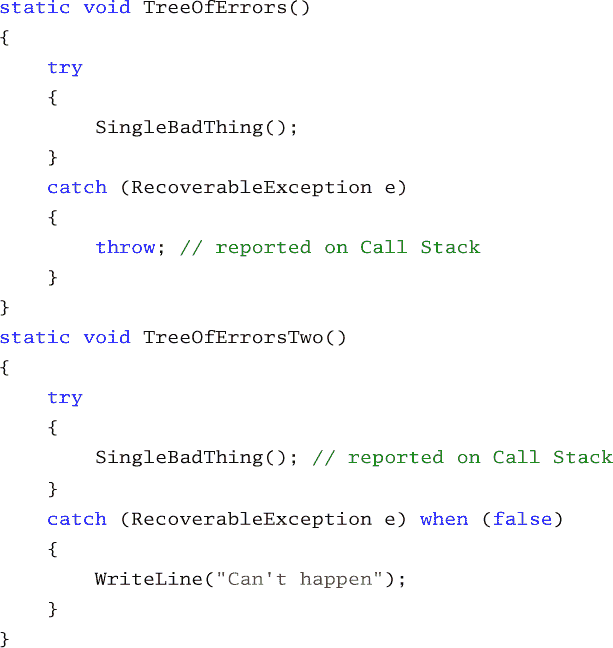 static void TreeOfErrors()
{
    try
    {
        SingleBadThing();
    }
    catch (RecoverableException e)
    {
        throw; // reported on Call Stack
    }
}
static void TreeOfErrorsTwo()
{
    try
    {
        SingleBadThing(); // reported on Call Stack
    }
    catch (RecoverableException e) when (false)
    {
        WriteLine("Can't happen");
    }
}